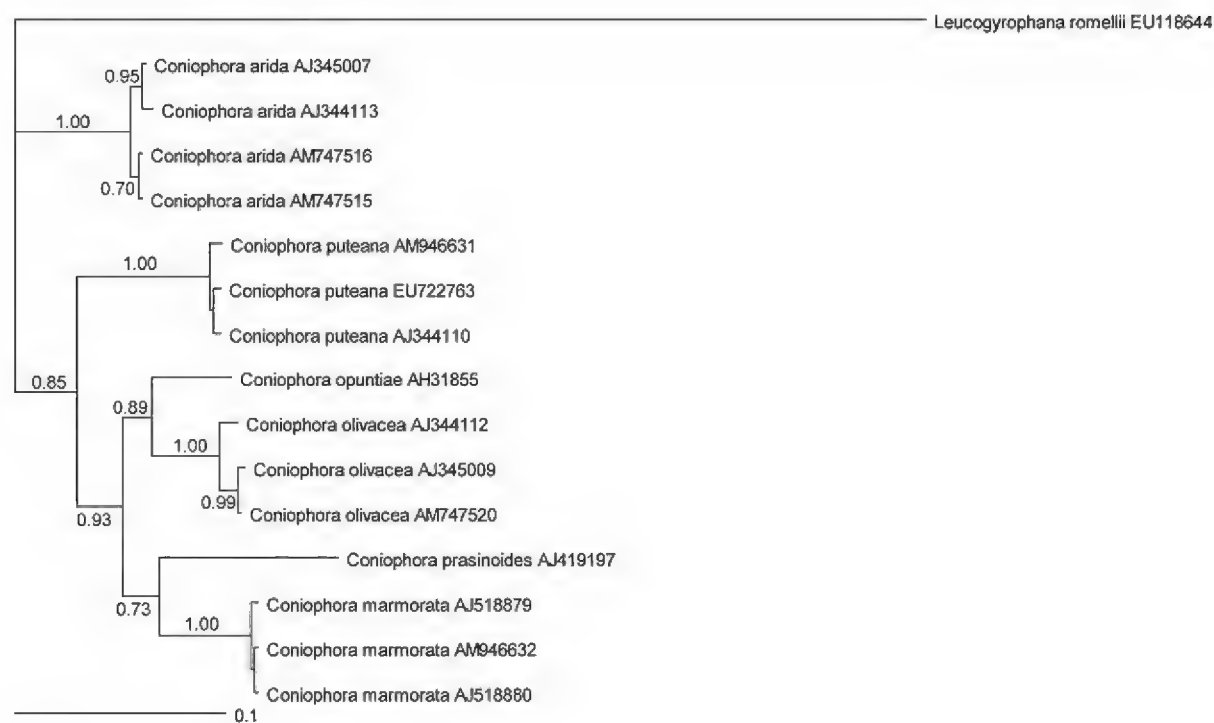 Leucogyrophana romellii EU118644
Coniophora arida AJ345007
0.95
Coniophora arida AJ344113
1.00
Coniophora arida AM747516
0.70
Coniophora arida AM747515
Coniophora puteana AM946631
1.00
Coniophora puteana EU722763
Coniophora puteana AJ344110
0.85
Coniophora opuntiae AH31855
0.89
Coniophora olivacea AJ344112
1.00
Coniophora olivacea AJ345009
0.99
Coniophora olivacea AM747520
0.93
Coniophora prasinoides AJ419197
0.73
Coniophora marmorata AJ518879
1.00
Coniophora marmorata AM946632
Coniophora marmorata AJ518880
0.1